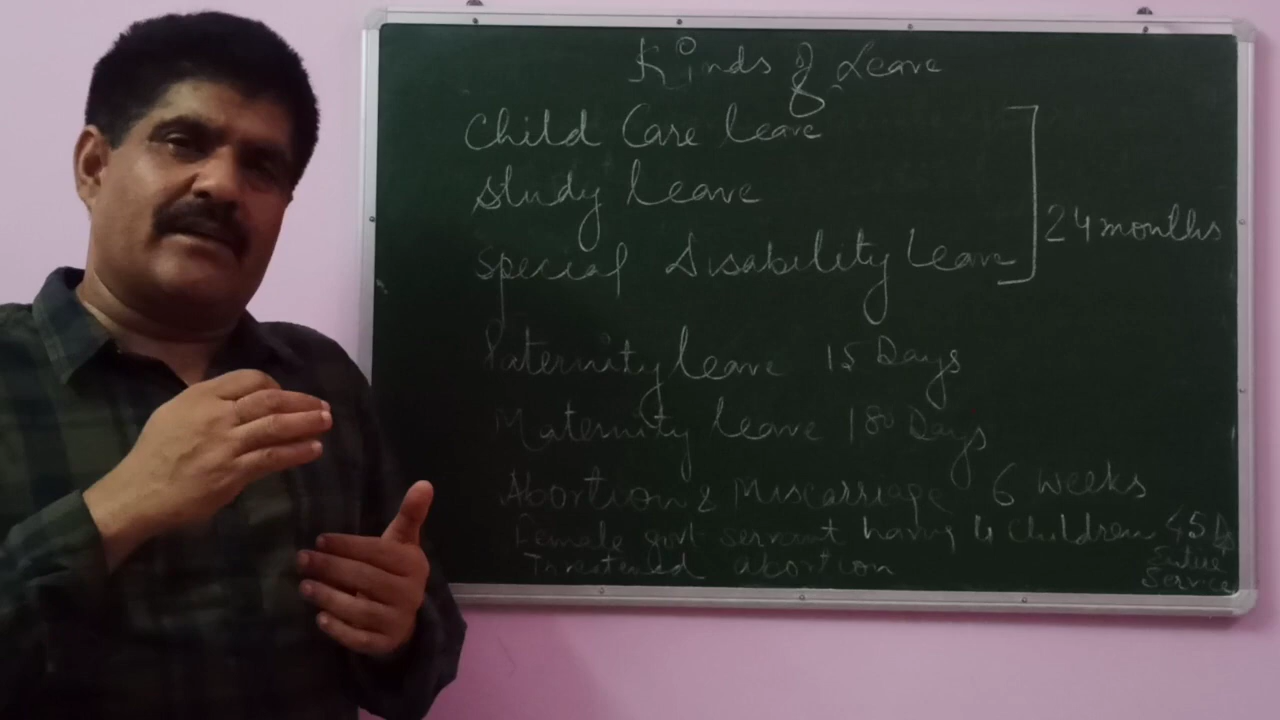 Kinds of Leave
Child Care leave
Study leave
Special Disability Leave
24 months
Paternity leave 15 Days
Maternity leave 180 Days
Abortion & Miscarriage 6 weeks
Female govt servant having 4 Children 45
Entire
Service
Threatened abortion